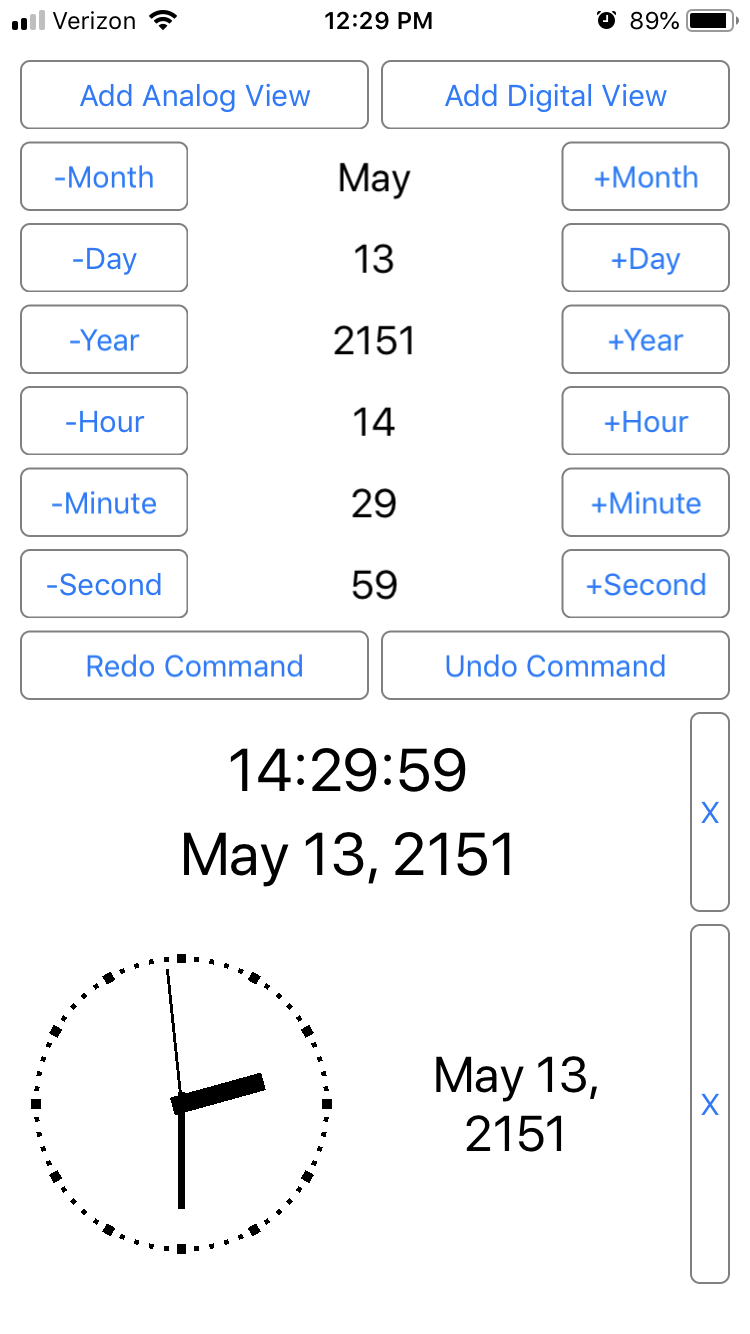 Verizon 12:29 PM 89%
Add Analog View Add Digital View
-Month May +Month
-Day 13 +Day
-Year 2151 +Year
-Hour 14 +Hour
-Minute 29 +Minute
-Second 59 +Second
Redo Command Undo Command
14:29:59
May 13, 2151
X
May 13,
2151
X